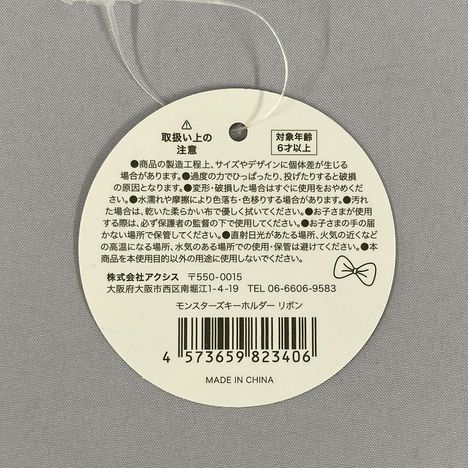 ⚠
取扱い上の
注意
対象年齢
6才以上
●商品の製造工程上、サイズやデザインに個体差が生じる
場合があります。●過度の力でひっぱったり、投げたりすると破損
の原因となります。●変形・破損した場合はすぐに使用をおやめくだ
さい。●水濡れや摩擦により色落ち・色移りする場合があります。●汚れ
た場合は、乾いた柔らかい布で優しく拭いてください。●お子さまが使用
する際は、必ず保護者の監督の下で使用してください。●お子さまの手の届
かない場所で保管してください。●直射日光があたる場所、火気の近くなど
の高温になる場所、水気のある場所での使用・保管は避けてください。●本
商品を本使用目的以外の用途に使用しないでください。
株式会社アクシス 〒550-0015
大阪府大阪市西区南堀江1-4-19 TEL 06-6606-9583
モンスターズキーホルダー リボン
4 573659 823406
MADE IN CHINA